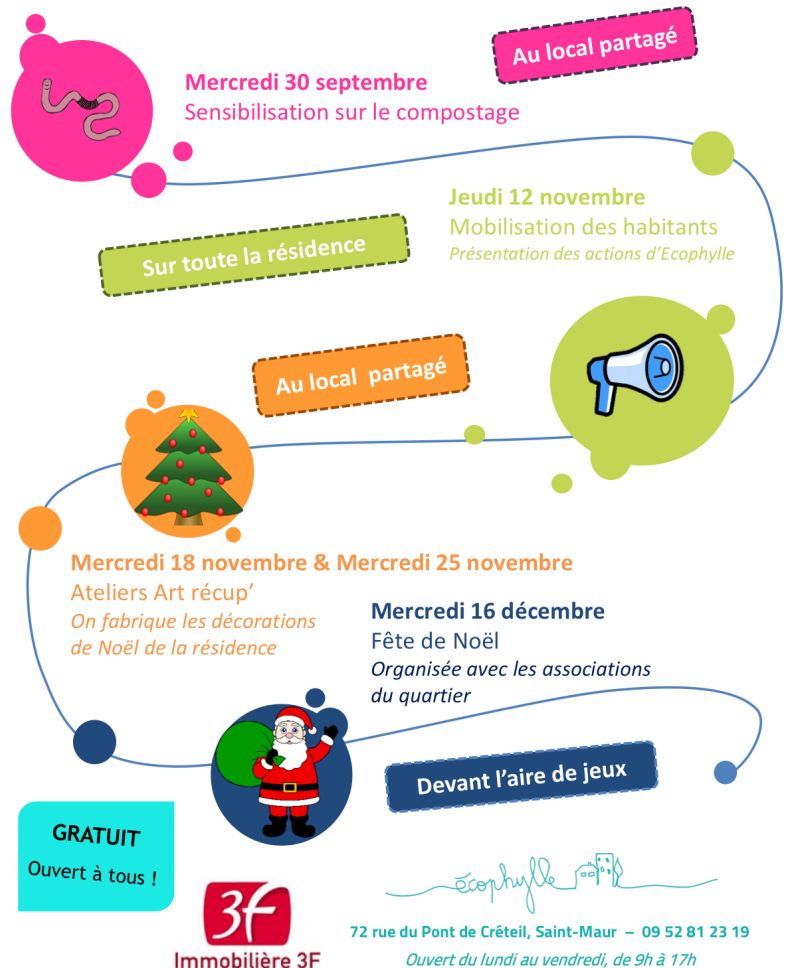 Au local partagé
Mercredi 30 septembre
Sensibilisation sur le compostage
Jeudi 12 novembre
Mobilisation des habitants
Présentation des actions d'Ecophylle
Sur toute la résidence
Au local partagé
Mercredi 18 novembre & Mercredi 25 novembre
Ateliers Art récup'
On fabrique les décorations
de Noël de la résidence
Mercredi 16 décembre
Fête de Noël
Organisée avec les associations
du quartier
Devant l'aire de jeux
GRATUIT
Ouvert à tous !
3F
Immobilière 3F
écophylle
72 rue du Pont de Créteil, Saint-Maur – 09 52 81 23 19
Ouvert du lundi au vendredi, de 9h à 17h